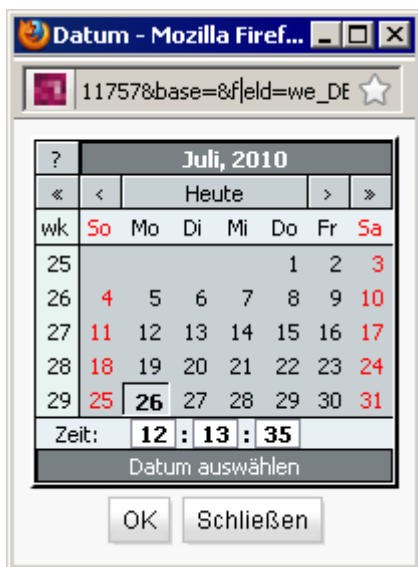 Datum - Mozilla Firef...
11757&base=&field=we_DE
? Juli, 2010
« < Heute > »
wk So Mo Di Mi Do Fr Sa
25 1 2 3
26 4 5 6 7 8 9 10
27 11 12 13 14 15 16 17
28 18 19 20 21 22 23 24
29 25 26 27 28 29 30 31
Zeit: 12 : 13 : 35
Datum auswählen
OK Schließen